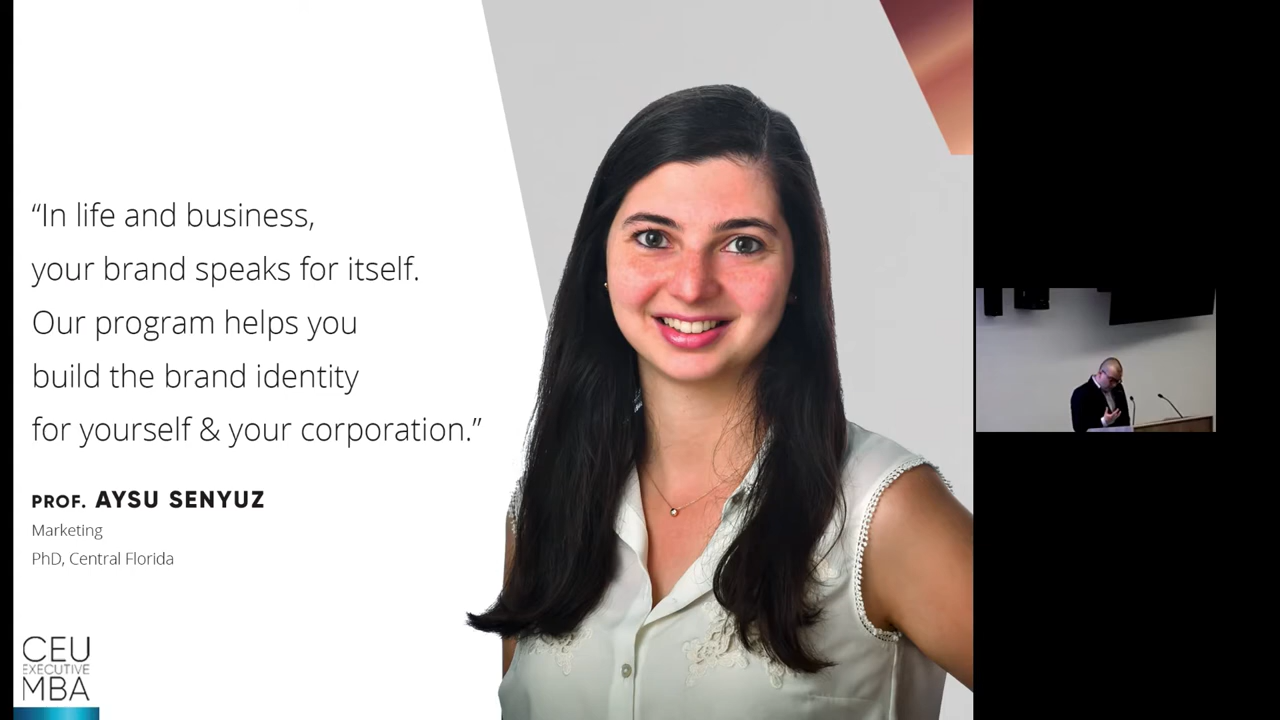 “In life and business,
your brand speaks for itself.
Our program helps you
build the brand identity
for yourself & your corporation.”
PROF. AYSU SENYUZ
Marketing
PhD, Central Florida
CEU
EXECUTIVE
MBA